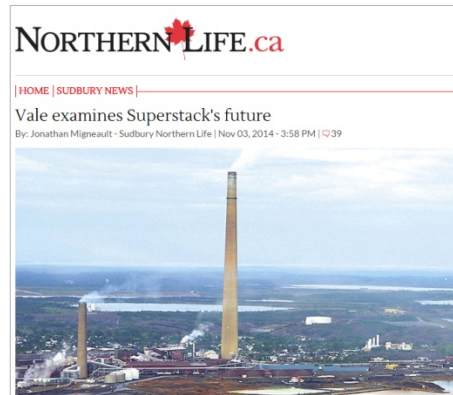 NORTHERN LIFE.ca
| HOME | SUDBURY NEWS |
Vale examines Superstack's future
By: Jonathan Migneault - Sudbury Northern Life | Nov 03, 2014 - 3:58 PM | 39